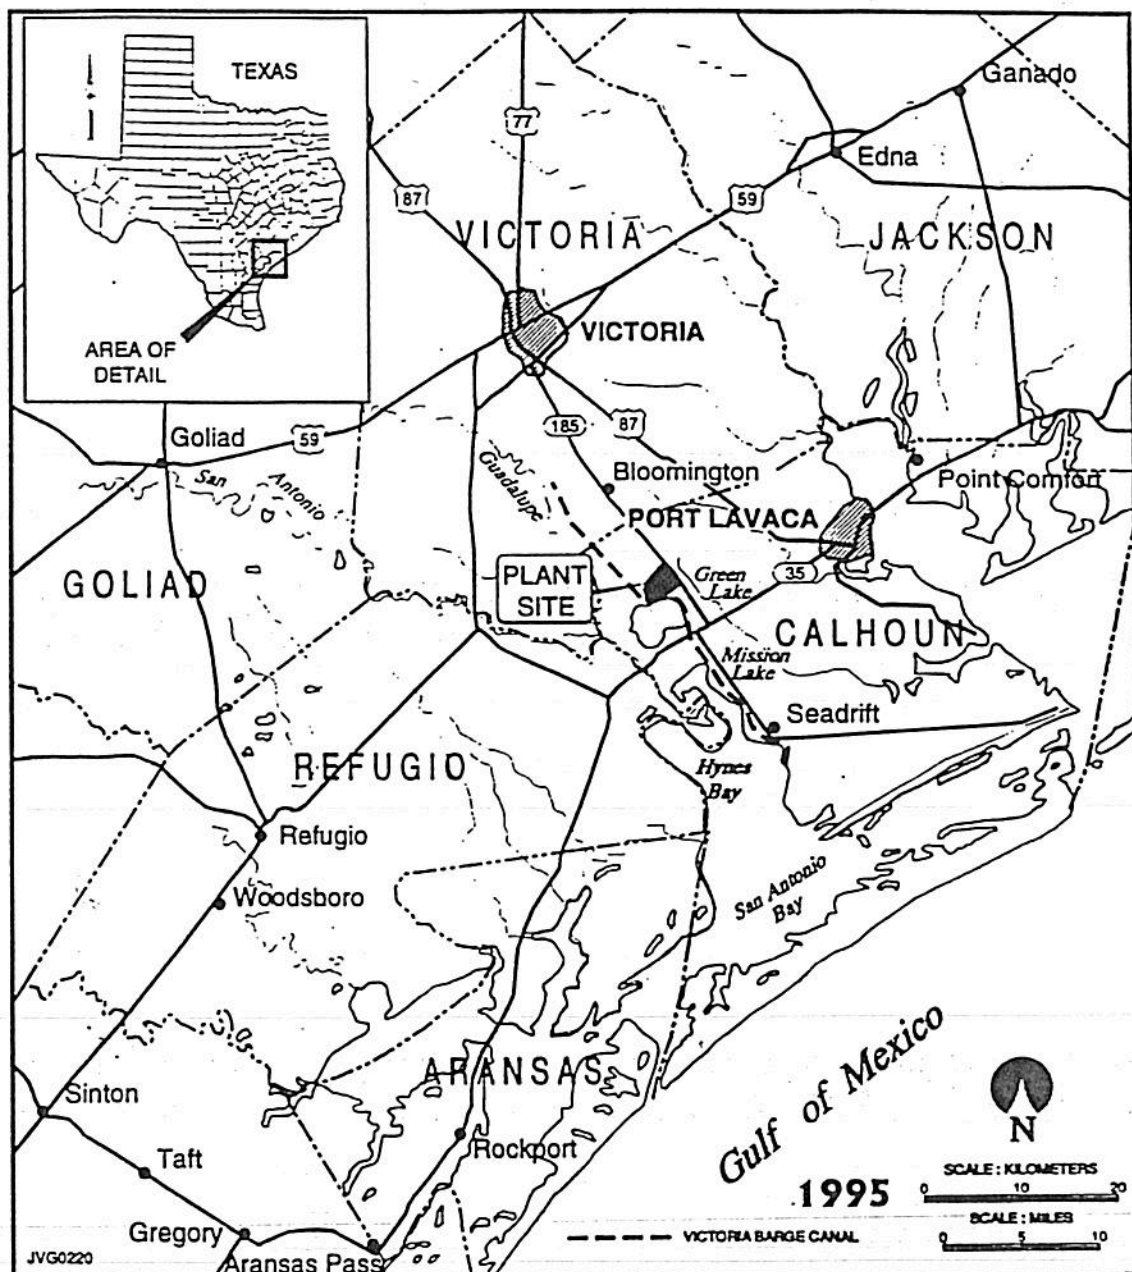 TEXAS
AREA OF
DETAIL
77
87
59
Ganado
Edna
VICTORIA
JACKSON
VICTORIA
Goliad
59
185
87
San Antonio
Guadalupe
Bloomington
Point Comfort
PORT LAVACA
GOLIAD
PLANT
SITE
Green
Lake
35
CALHOUN
Mission
Lake
Seadrift
REFUGIO
Hynes
Bay
Refugio
Woodsboro
San Antonio
Bay
ARANSAS
Sinton
Rockport
Taft
Gregory
Aransas Pass
Gulf of Mexico
N
1995
SCALE : KILOMETERS
0 10 20
SCALE : MILES
0 5 10
VICTORIA BARGE CANAL
JVG0220